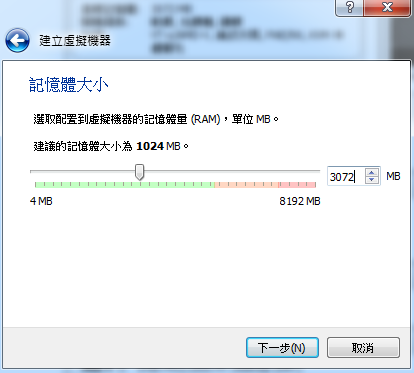 建立虛擬機器
記憶體大小
選取配置到虛擬機器的記憶體量 (RAM)，單位 MB。
建議的記憶體大小為 1024 MB。
3072 MB
4 MB 8192 MB
下一步(N) 取消